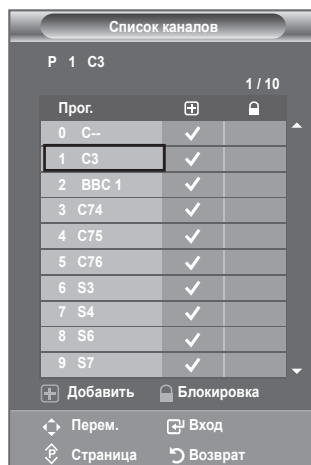 Список каналов
P 1 C3
1 / 10
Прог.
0 C--
1 C3
2 BBC 1
3 C74
4 C75
5 C76
6 S3
7 S4
8 S6
9 S7
Добавить Блокировка
Перем. Вход
Страница Возврат